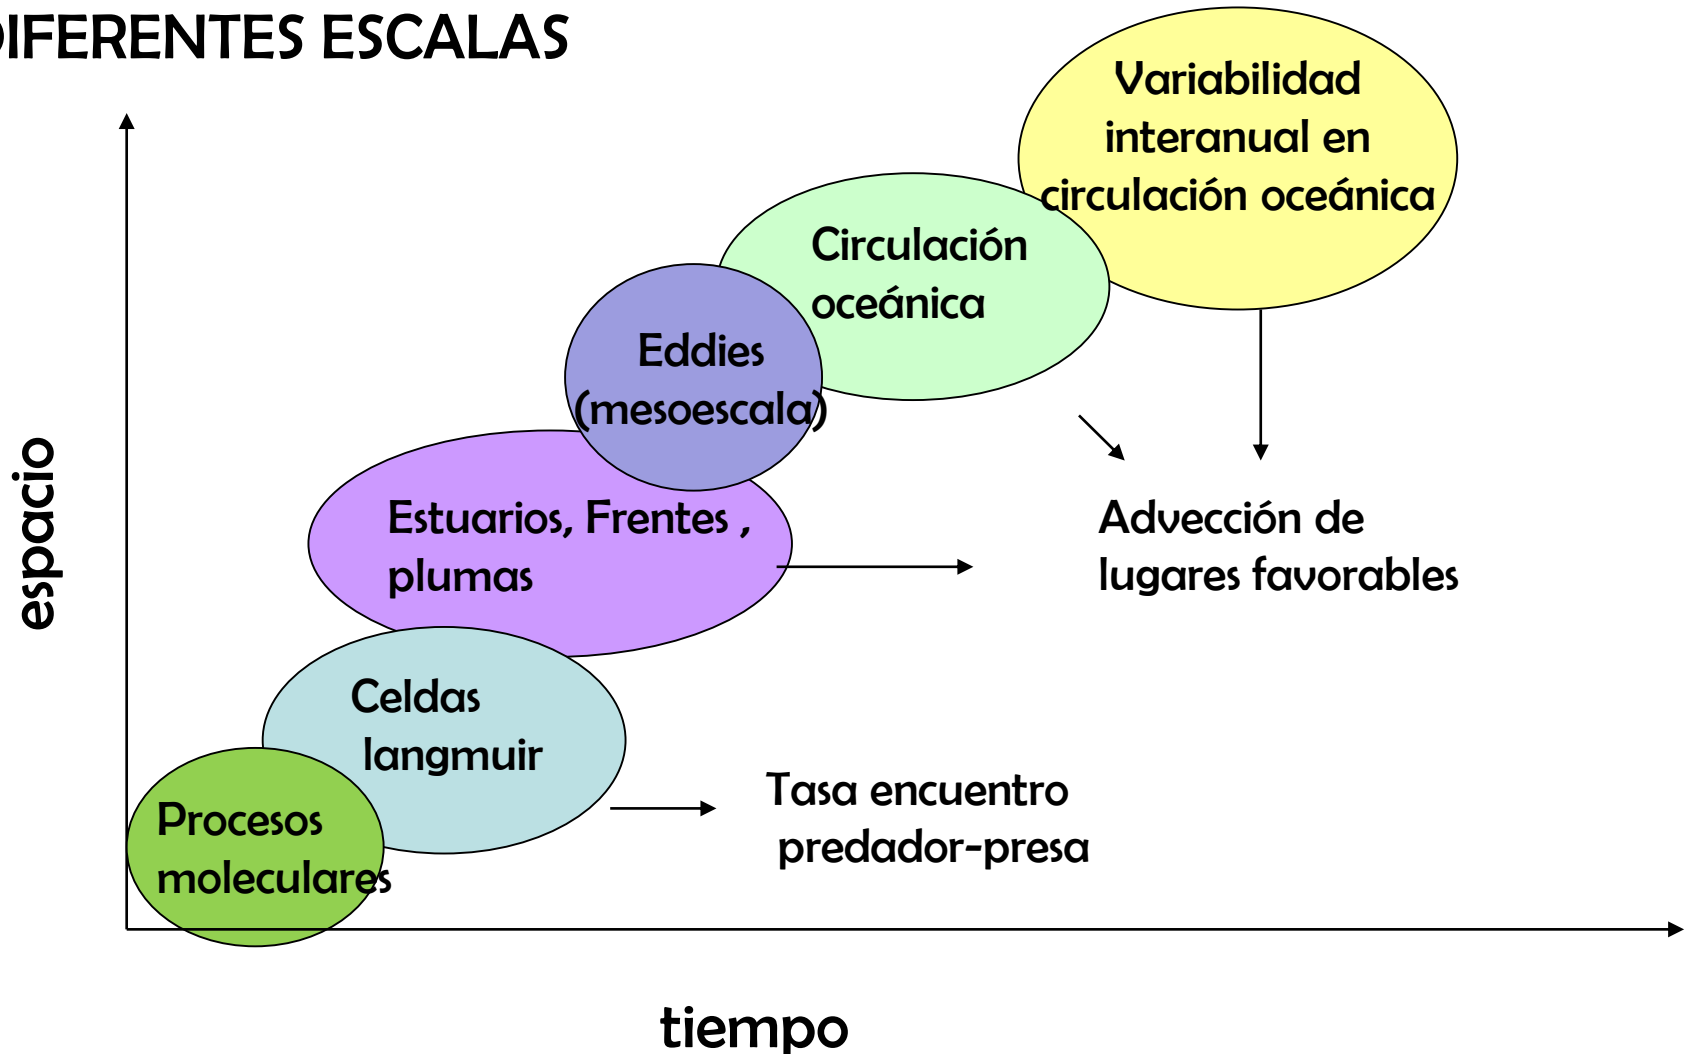 DIFERENTES ESCALAS
Variabilidad
interanual en
circulación oceánica
Circulación
oceánica
Eddies
(mesoescala)
Estuarios, Frentes ,
plumas
Advección de
lugares favorables
Celdas
langmuir
Tasa encuentro
predador-presa
Procesos
moleculares
espacio
tiempo